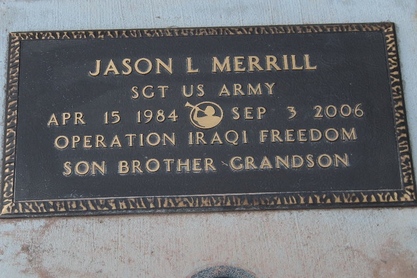 JASON L MERRILL
SGT US ARMY
APR 15 1984 SEP 3 2006
OPERATION IRAQI FREEDOM
SON BROTHER GRANDSON